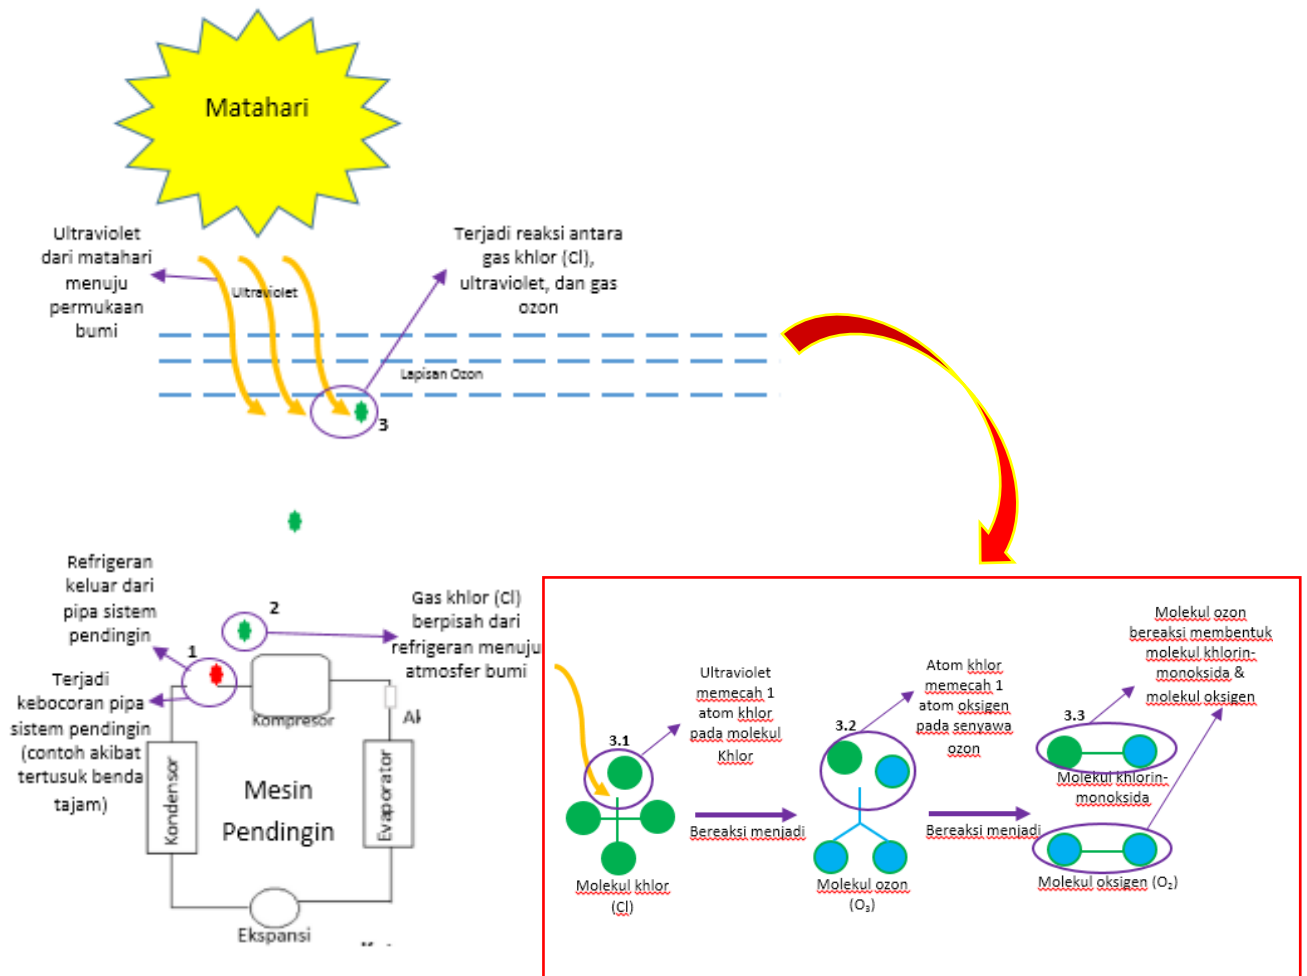 Matahari
Ultraviolet
dari matahari
menuju
permukaan
bumi
Ultraviolet
Terjadi reaksi antara
gas khlor (Cl),
ultraviolet, dan gas
ozon
Lapisan Ozon
3
Refrigeran
keluar dari
pipa sistem
pendingin
1
2
Gas khlor (Cl)
berpisah dari
refrigeran menuju
atmosfer bumi
Terjadi
kebocoran pipa
sistem pendingin
(contoh akibat
tertusuk benda
tajam)
Kompresor
Kondensor
Mesin
Pendingin
Evaporator
Ekspansi
3.1
Ultraviolet
memecah 1
atom khlor
pada molekul
Khlor
Molekul khlor
(Cl)
Bereaksi menjadi
3.2
Atom khlor
memecah 1
atom oksigen
pada senyawa
ozon
Molekul ozon
(O₃)
Bereaksi menjadi
3.3
Molekul ozon
bereaksi membentuk
molekul khlorin-
monoksida &
molekul oksigen
Molekul khlorin-
monoksida
Molekul oksigen (O₂)